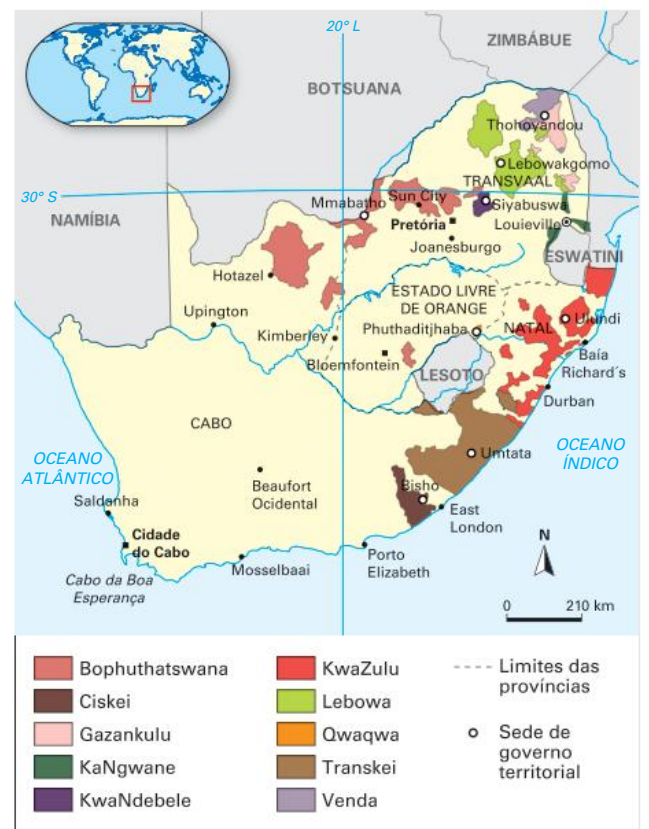 20° L
ZIMBÁBUE
BOTSUANA
Thohoyandou
Lebowakgomo
TRANSVAAL
30° S
Mmabatho
Sun City
Siyabuswa
NAMÍBIA
Pretória
Louieville
Joanesburgo
ESWATINI
Hotazel
ESTADO LIVRE
DE ORANGE
Upington
Phuthaditjhaba
NATAL
Ulundi
Kimberley
Bloemfontein
Baía
Richard´s
LESOTO
Durban
CABO
OCEANO
ATLÂNTICO
OCEANO
ÍNDICO
Umtata
Beaufort
Ocidental
Bisho
Saldanha
East
London
Cidade
do Cabo
N
Mosselbaai
Porto
Elizabeth
Cabo da Boa
Esperança
0 210 km
Bophuthatswana
Ciskei
Gazankulu
KaNgwane
KwaNdebele
KwaZulu
Lebowa
Qwaqwa
Transkei
Venda
Limites das
províncias
Sede de
governo
territorial